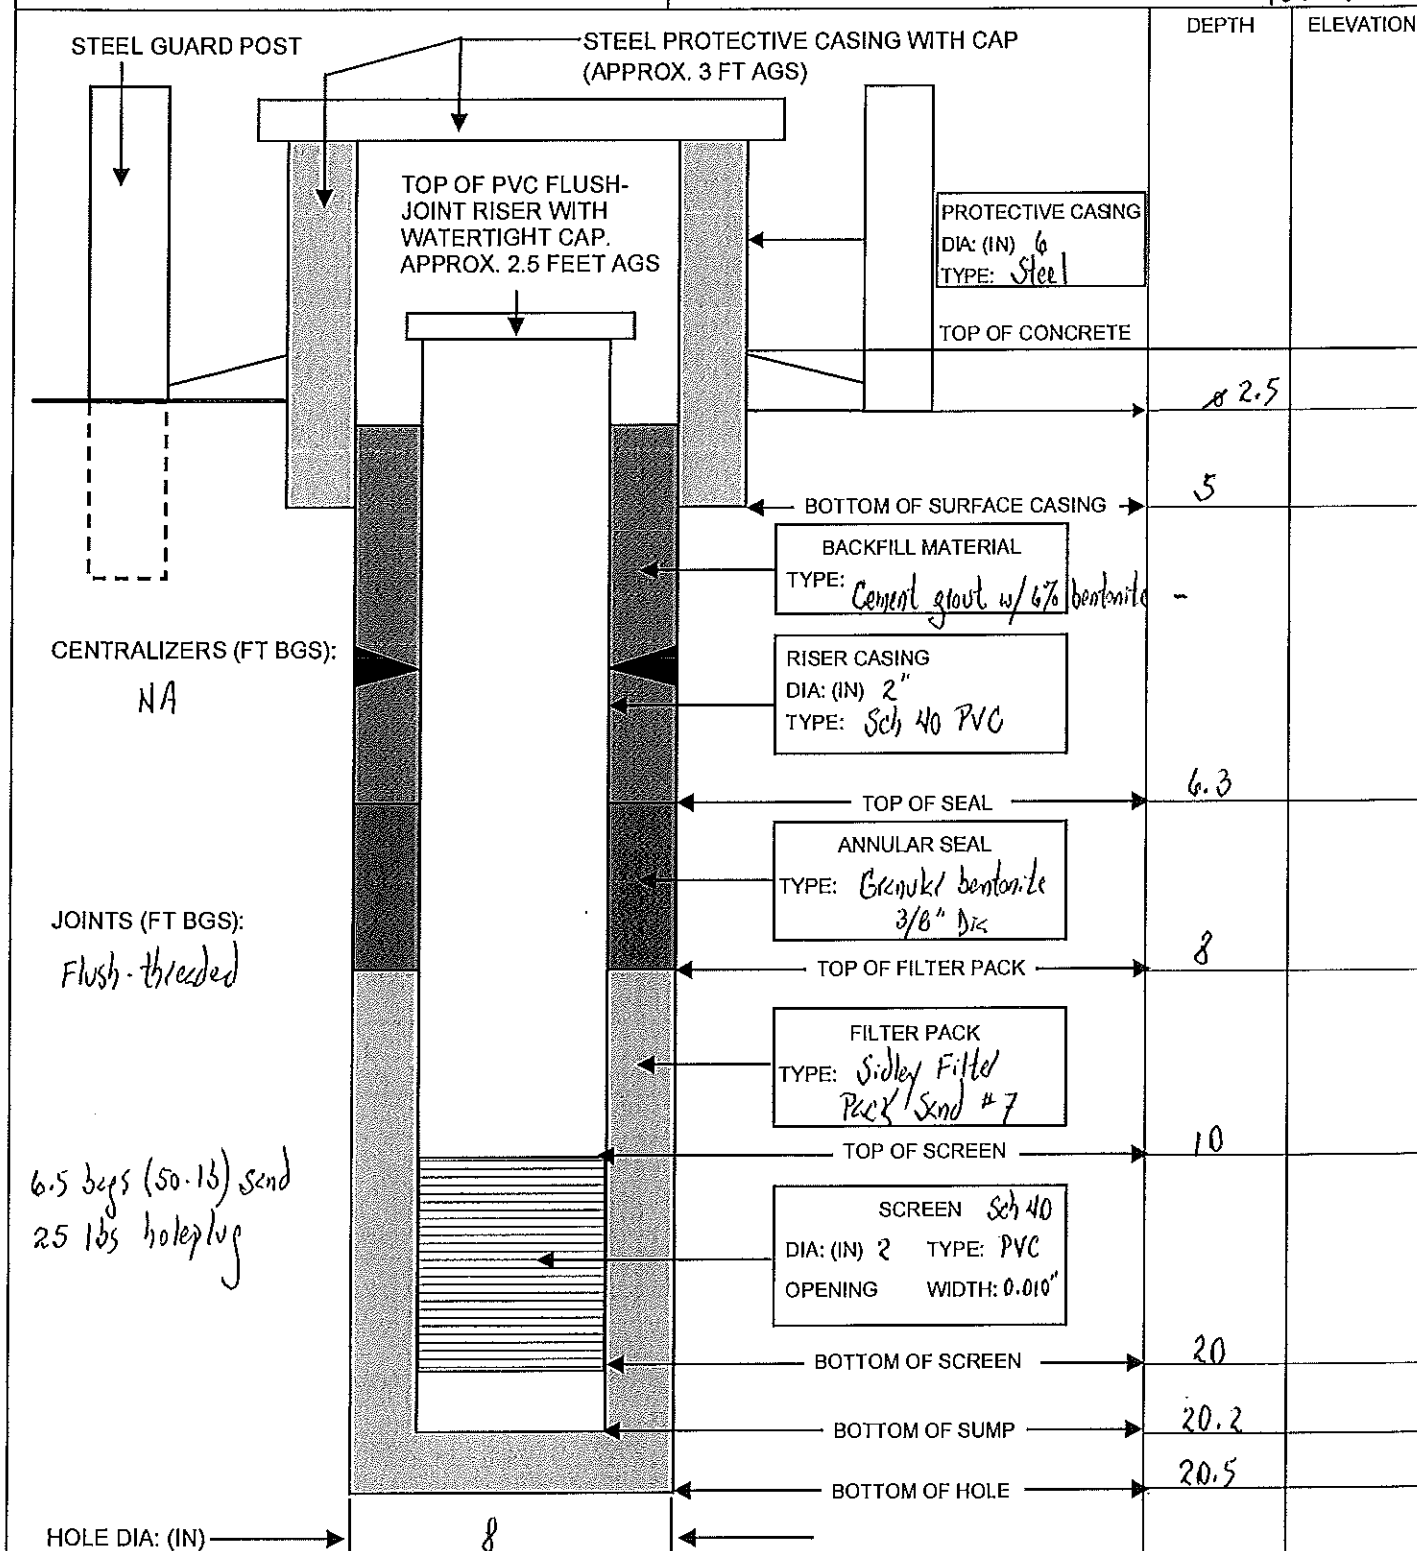 DEPTH ELEVATION
STEEL GUARD POST
STEEL PROTECTIVE CASING WITH CAP
(APPROX. 3 FT AGS)
TOP OF PVC FLUSH-
JOINT RISER WITH
WATERTIGHT CAP.
APPROX. 2.5 FEET AGS
PROTECTIVE CASING
DIA: (IN) 6
TYPE: Steel
TOP OF CONCRETE
2.5
BOTTOM OF SURFACE CASING 5
BACKFILL MATERIAL
TYPE: Cement grout w/ 6% bentonite -
CENTRALIZERS (FT BGS):
NA
RISER CASING
DIA: (IN) 2"
TYPE: Sch 40 PVC
TOP OF SEAL 6.3
ANNULAR SEAL
TYPE: Granular bentonite
3/8" Dia
JOINTS (FT BGS):
Flush-threaded
TOP OF FILTER PACK 8
FILTER PACK
TYPE: Sidley Filter
Pack Sand #7
TOP OF SCREEN 10
6.5 bags (50-lb) sand
25 lbs holeplug
SCREEN Sch 40
DIA: (IN) 2 TYPE: PVC
OPENING WIDTH: 0.010"
BOTTOM OF SCREEN 20
BOTTOM OF SUMP 20.2
BOTTOM OF HOLE 20.5
HOLE DIA: (IN) 8